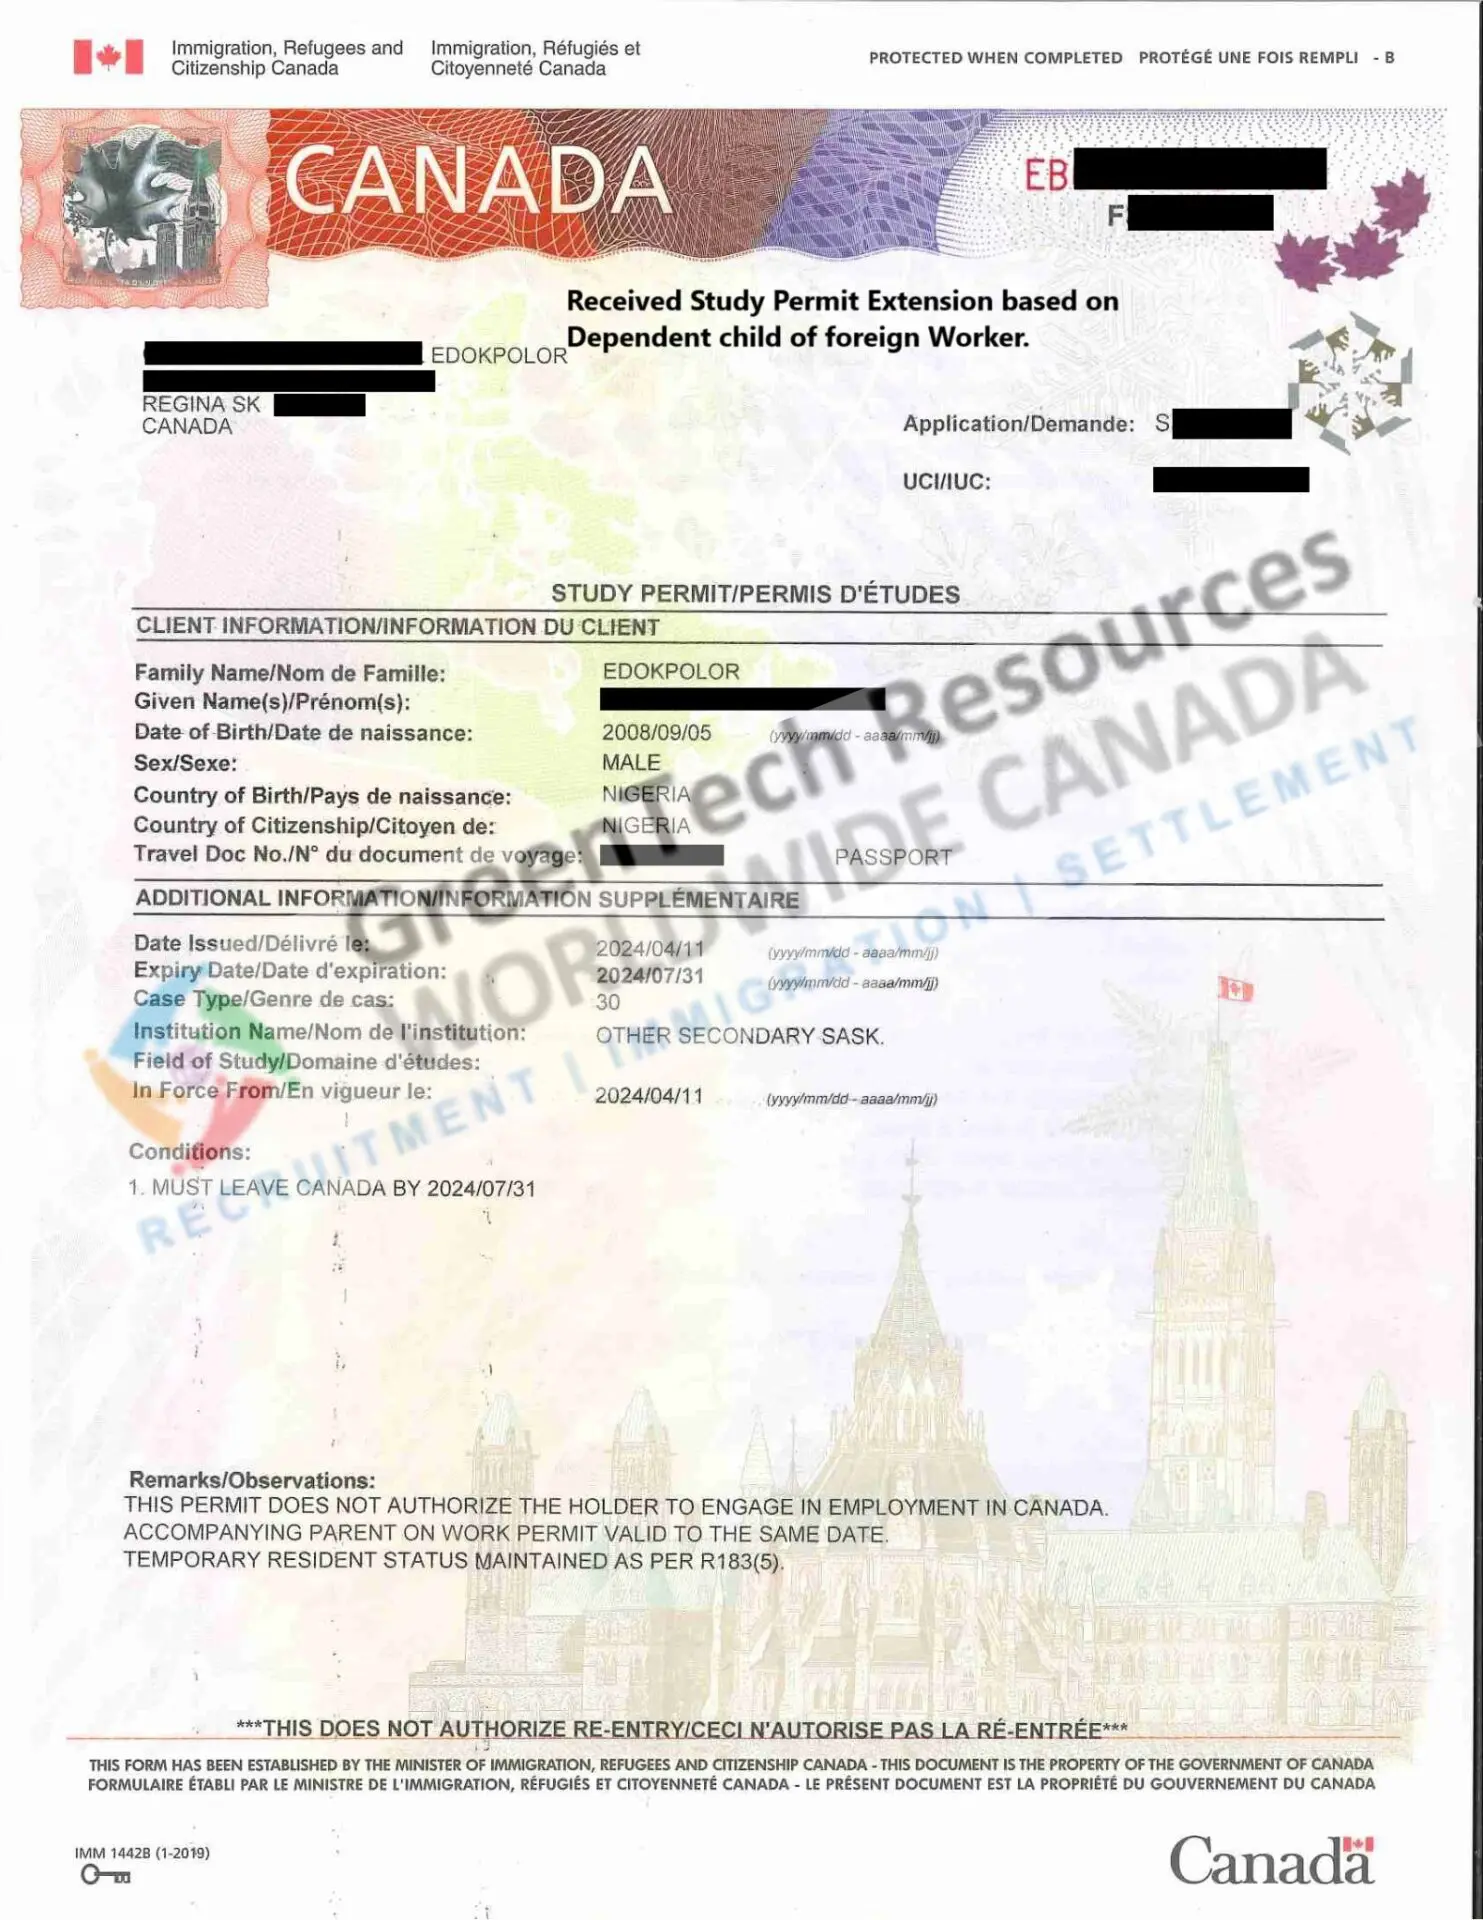 Immigration, Refugees and Citizenship Canada
Immigration, Réfugiés et Citoyenneté Canada
PROTECTED WHEN COMPLETED PROTÉGÉ UNE FOIS REMPLI - B
CANADA
EB
F
Received Study Permit Extension based on
Dependent child of foreign Worker.
EDOKPOLOR
REGINA SK
CANADA
Application/Demande: S
UCI/IUC:
STUDY PERMIT/PERMIS D'ÉTUDES
CLIENT INFORMATION/INFORMATION DU CLIENT
Family Name/Nom de Famille: EDOKPOLOR
Given Name(s)/Prénom(s):
Date of Birth/Date de naissance: 2008/09/05 (yyyy/mm/dd - aaaa/mm/jj)
Sex/Sexe: MALE
Country of Birth/Pays de naissance: NIGERIA
Country of Citizenship/Citoyen de: NIGERIA
Travel Doc No./N° du document de voyage: PASSPORT
ADDITIONAL INFORMATION/INFORMATION SUPPLÉMENTAIRE
Date Issued/Délivré le: 2024/04/11 (yyyy/mm/dd - aaaa/mm/jj)
Expiry Date/Date d'expiration: 2024/07/31 (yyyy/mm/dd - aaaa/mm/jj)
Case Type/Genre de cas: 30
Institution Name/Nom de l'institution: OTHER SECONDARY SASK.
Field of Study/Domaine d'études:
In Force From/En vigueur le: 2024/04/11 (yyyy/mm/dd - aaaa/mm/jj)
Conditions:
1. MUST LEAVE CANADA BY 2024/07/31
GreenTech Resources
WORLDWIDE CANADA
RECRUITMENT | IMMIGRATION | SETTLEMENT
Remarks/Observations:
THIS PERMIT DOES NOT AUTHORIZE THE HOLDER TO ENGAGE IN EMPLOYMENT IN CANADA.
ACCOMPANYING PARENT ON WORK PERMIT VALID TO THE SAME DATE.
TEMPORARY RESIDENT STATUS MAINTAINED AS PER R183(5).
***THIS DOES NOT AUTHORIZE RE-ENTRY/CECI N'AUTORISE PAS LA RÉ-ENTRÉE***
THIS FORM HAS BEEN ESTABLISHED BY THE MINISTER OF IMMIGRATION, REFUGEES AND CITIZENSHIP CANADA - THIS DOCUMENT IS THE PROPERTY OF THE GOVERNMENT OF CANADA
FORMULAIRE ÉTABLI PAR LE MINISTRE DE L'IMMIGRATION, RÉFUGIÉS ET CITOYENNETÉ CANADA - LE PRÉSENT DOCUMENT EST LA PROPRIÉTÉ DU GOUVERNEMENT DU CANADA
IMM 1442B (1-2019)
Canada